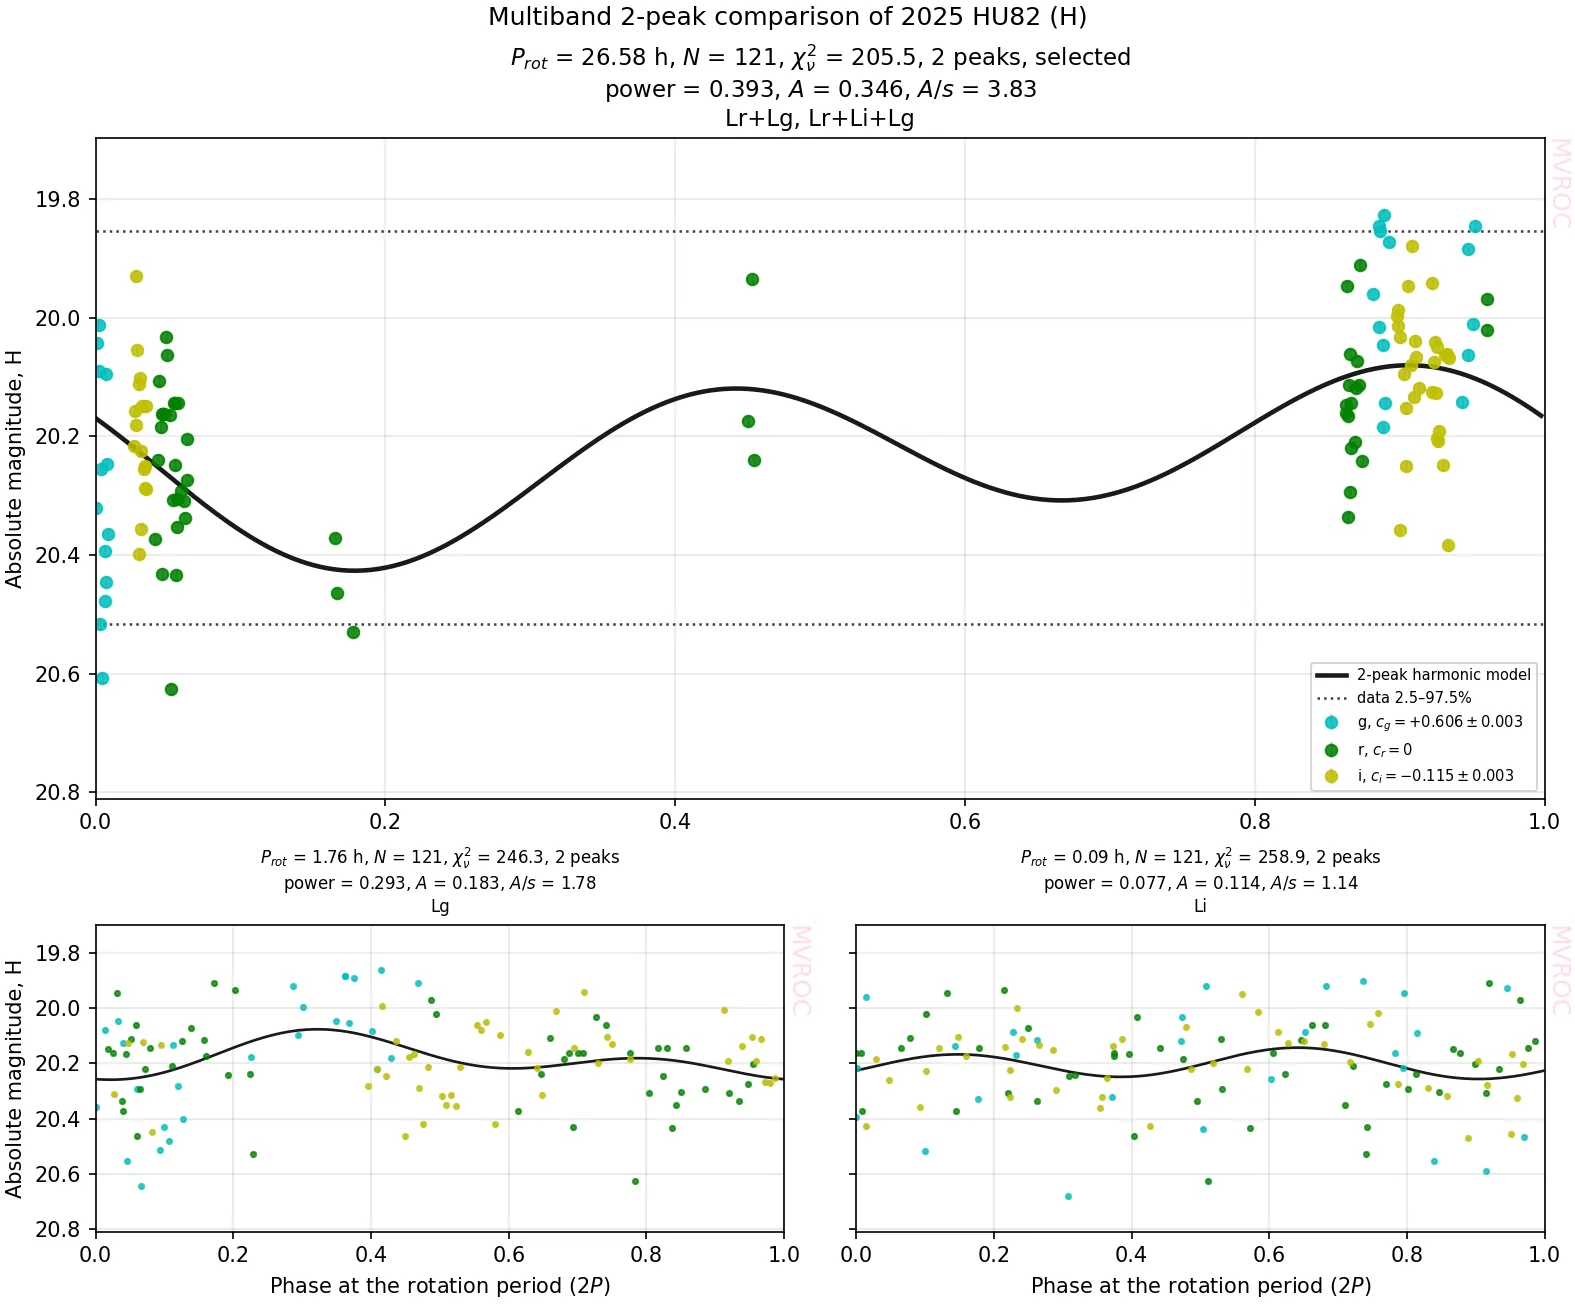 Multiband 2-peak comparison of 2025 HU82 (H)
P_rot = 26.58 h, N = 121, χ²_ν = 205.5, 2 peaks, selected
power = 0.393, A = 0.346, A/s = 3.83
Lr+Lg, Lr+Li+Lg
MVROC
Absolute magnitude, H
19.8
20.0
20.2
20.4
20.6
20.8
0.0 0.2 0.4 0.6 0.8 1.0
2-peak harmonic model
data 2.5–97.5%
g, c_g = +0.606 ± 0.003
r, c_r = 0
i, c_i = −0.115 ± 0.003
P_rot = 1.76 h, N = 121, χ²_ν = 246.3, 2 peaks
power = 0.293, A = 0.183, A/s = 1.78
Lg
MVROC
Absolute magnitude, H
19.8
20.0
20.2
20.4
20.6
20.8
0.0 0.2 0.4 0.6 0.8 1.0
Phase at the rotation period (2P)
P_rot = 0.09 h, N = 121, χ²_ν = 258.9, 2 peaks
power = 0.077, A = 0.114, A/s = 1.14
Li
MVROC
0.0 0.2 0.4 0.6 0.8 1.0
Phase at the rotation period (2P)